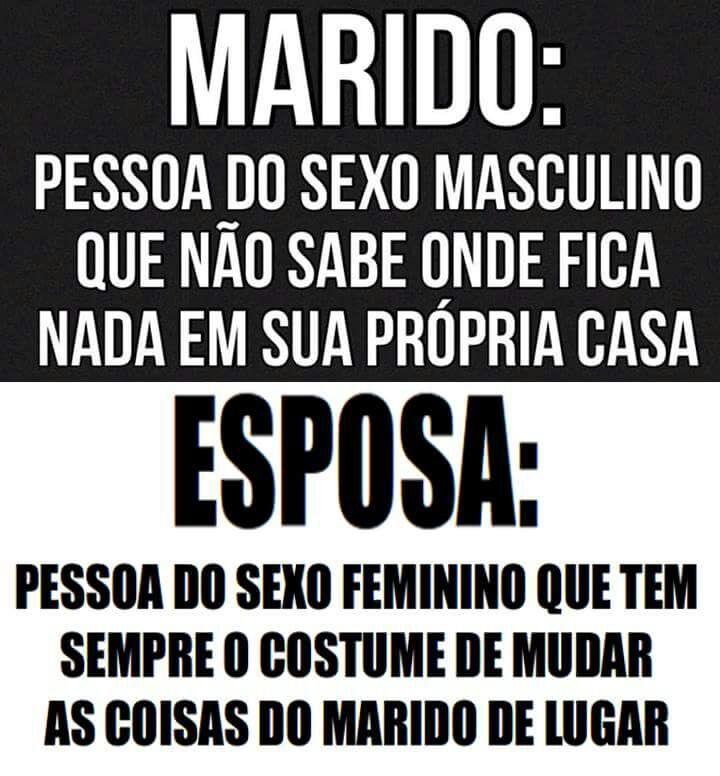 MARIDO:
PESSOA DO SEXO MASCULINO
QUE NÃO SABE ONDE FICA
NADA EM SUA PRÓPRIA CASA
ESPOSA:
PESSOA DO SEXO FEMININO QUE TEM
SEMPRE O COSTUME DE MUDAR
AS COISAS DO MARIDO DE LUGAR